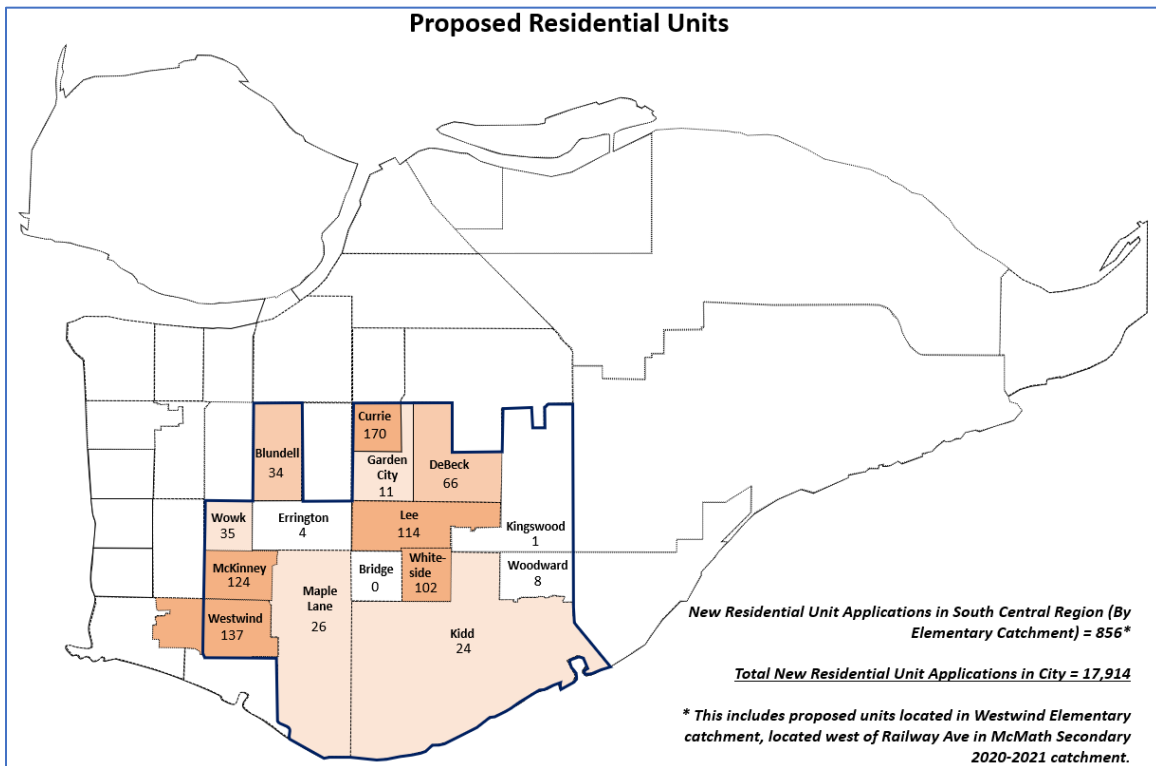 Proposed Residential Units
Currie
170
Blundell
34
Garden
City
11
DeBeck
66
Wowk
35
Errington
4
Lee
114
Kingswood
1
McKinney
124
Maple
Lane
26
Bridge
0
White-
side
102
Woodward
8
Westwind
137
Kidd
24
New Residential Unit Applications in South Central Region (By
Elementary Catchment) = 856*
Total New Residential Unit Applications in City = 17,914
* This includes proposed units located in Westwind Elementary
catchment, located west of Railway Ave in McMath Secondary
2020-2021 catchment.